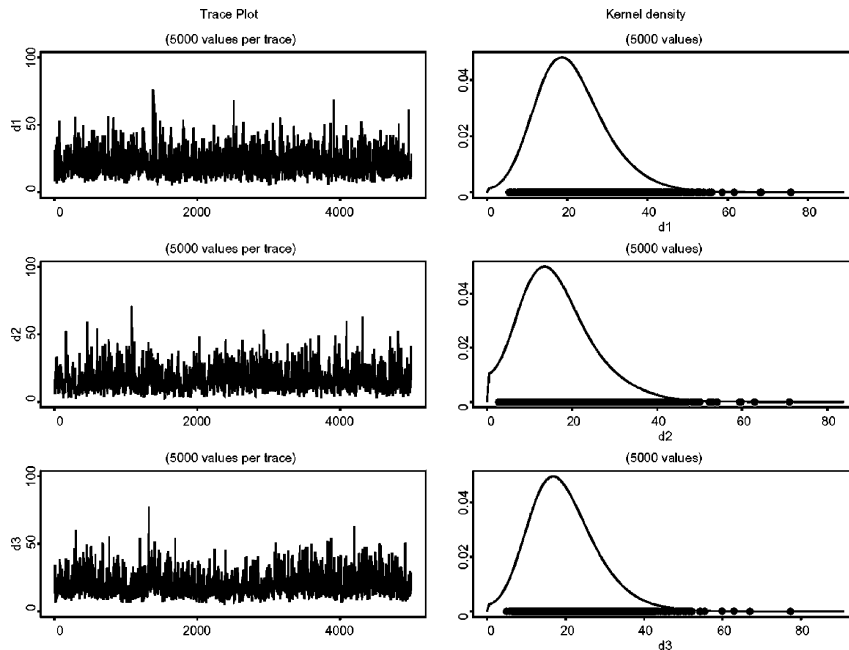 Trace Plot
Kernel density
(5000 values per trace)
(5000 values)
d1
100
50
0
0 2000 4000
0.04
0.02
0
0 20 40 60 80
d1
(5000 values per trace)
(5000 values)
d2
100
50
0
0 2000 4000
0.04
0.02
0
0 20 40 60 80
d2
(5000 values per trace)
(5000 values)
d3
100
50
0
0 2000 4000
0.04
0.02
0
0 20 40 60 80
d3